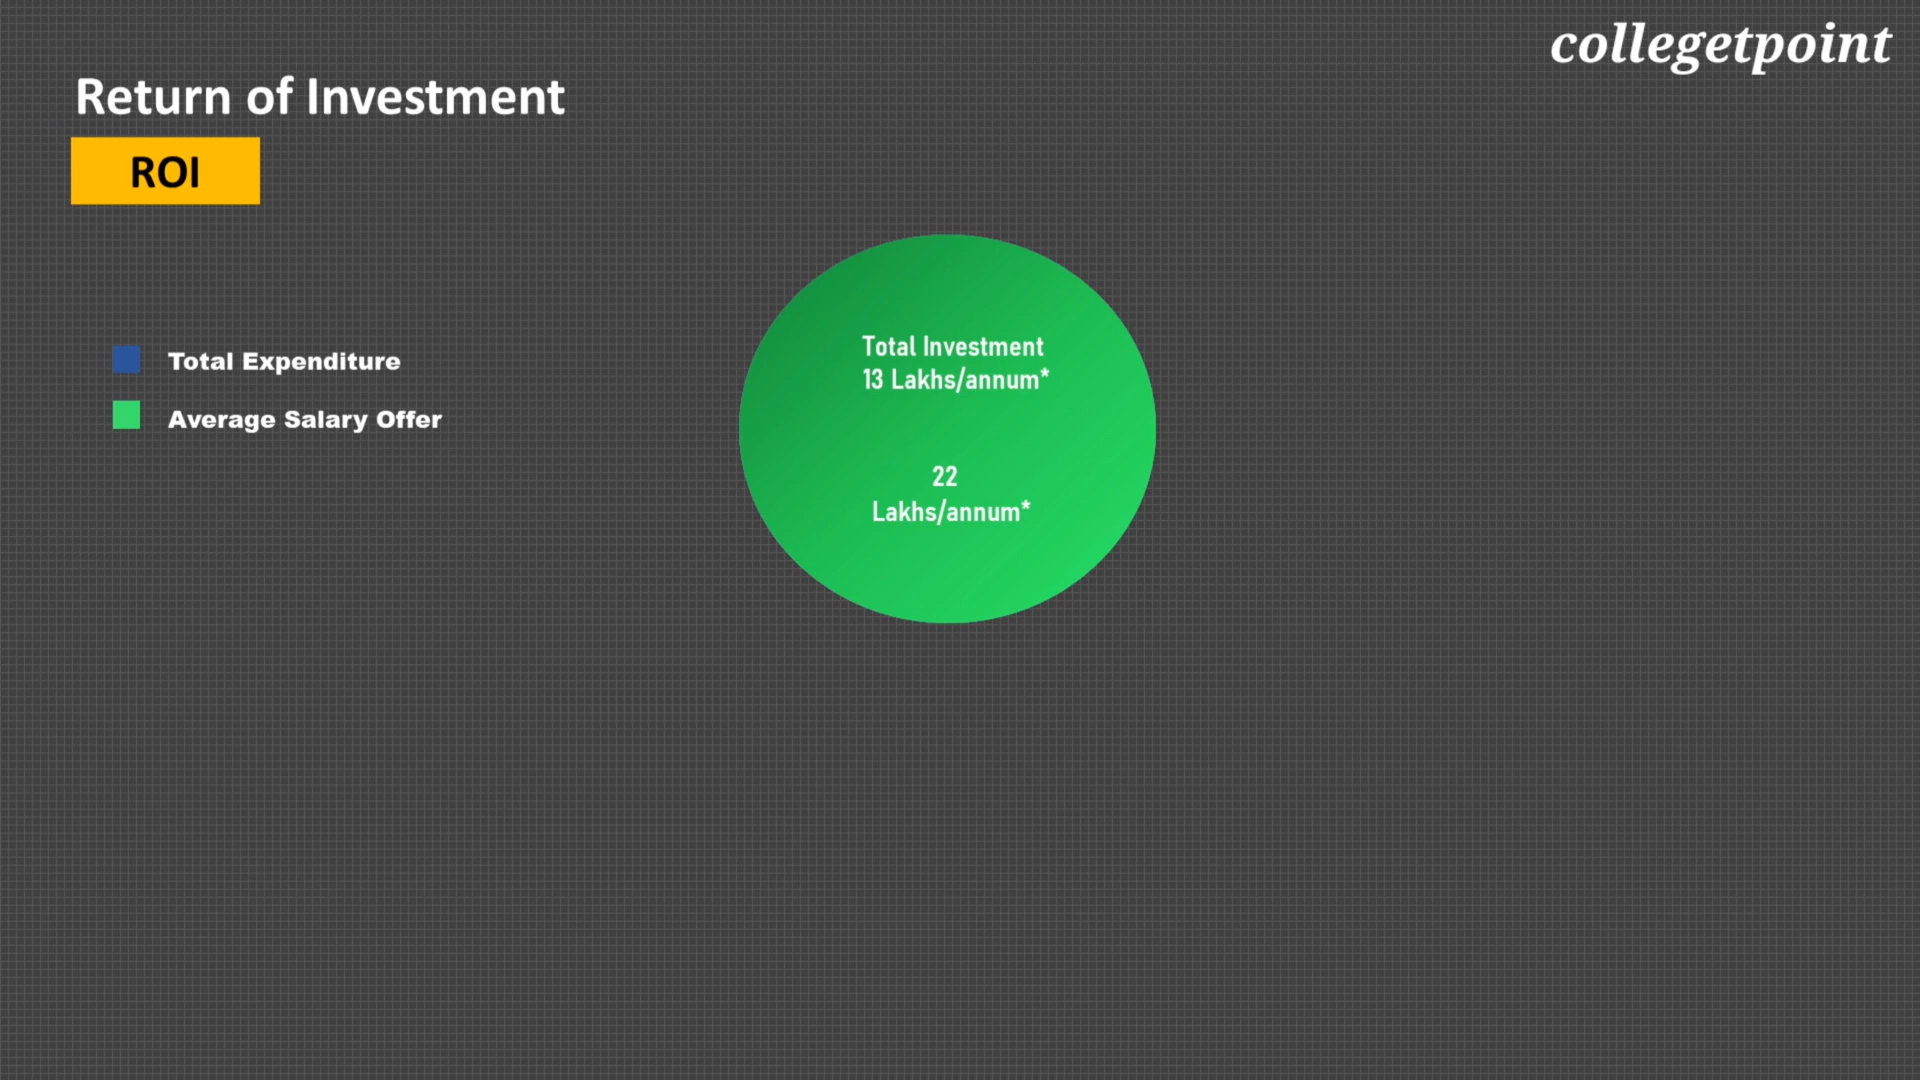 collegetpoint
Return of Investment
ROI
Total Expenditure
Average Salary Offer
Total Investment
13 Lakhs/annum*
22
Lakhs/annum*